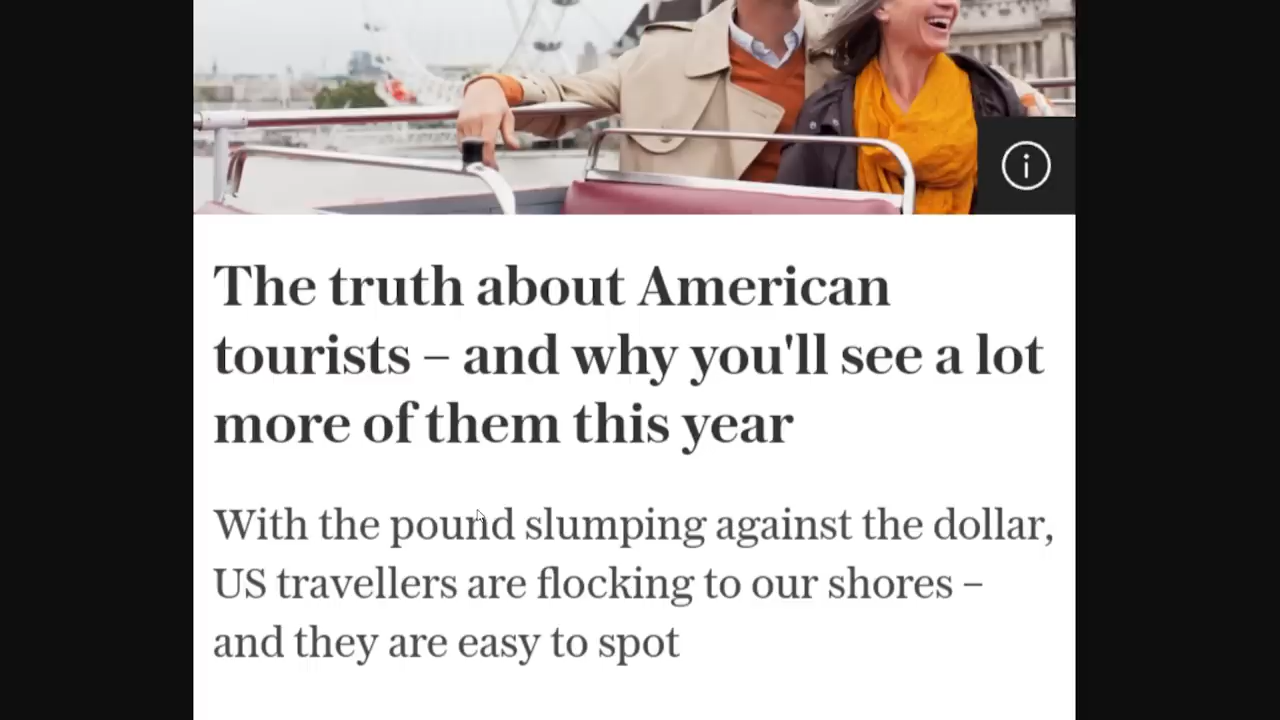 The truth about American
tourists – and why you'll see a lot
more of them this year
With the pound slumping against the dollar,
US travellers are flocking to our shores –
and they are easy to spot